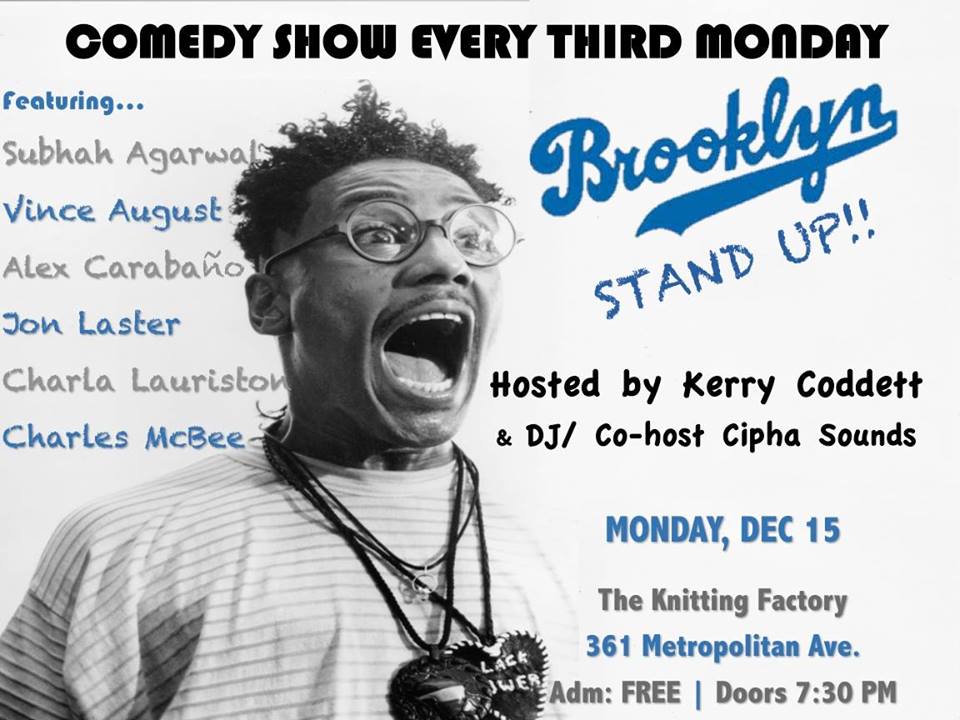 COMEDY SHOW EVERY THIRD MONDAY
Featuring...
Subhah Agarwal
Vince August
Alex Carabaño
Jon Laster
Charla Lauriston
Charles McBee
Brooklyn
STAND UP!!
Hosted by Kerry Coddett
& DJ/ Co-host Cipha Sounds
MONDAY, DEC 15
The Knitting Factory
361 Metropolitan Ave.
Adm: FREE | Doors 7:30 PM